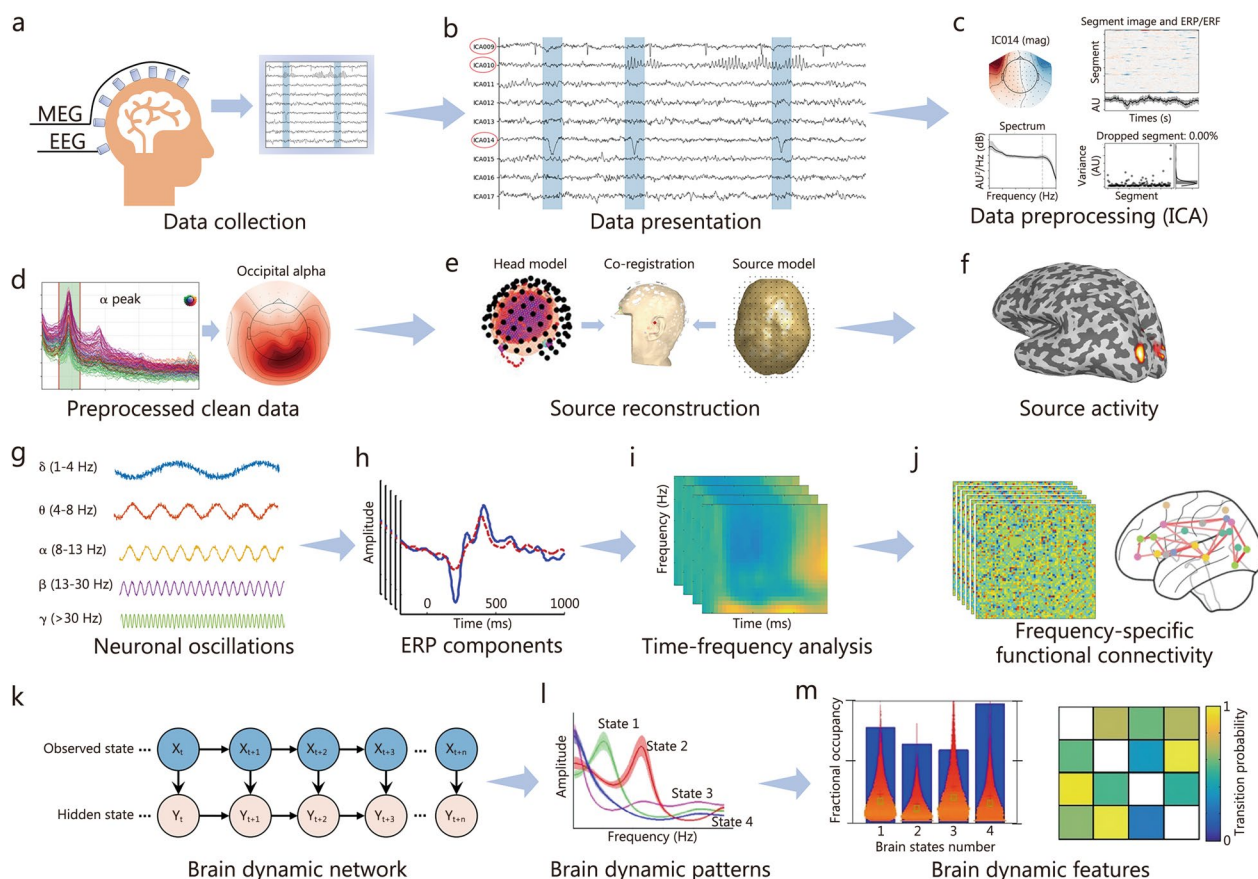 a
MEG
EEG
Data collection
b
ICA009
ICA010
ICA011
ICA012
ICA013
ICA014
ICA015
ICA016
ICA017
Data presentation
c
IC014 (mag)
Segment image and ERP/ERF
Segment
AU
Times (s)
Spectrum
AU²/Hz (dB)
Frequency (Hz)
Dropped segment: 0.00%
Variance
(AU)
Segment
Data preprocessing (ICA)
d
α peak
Occipital alpha
Preprocessed clean data
e
Head model
Co-registration
Source model
Source reconstruction
f
Source activity
g
δ (1-4 Hz)
θ (4-8 Hz)
α (8-13 Hz)
β (13-30 Hz)
γ (>30 Hz)
Neuronal oscillations
h
Amplitude
0 500 1000
Time (ms)
ERP components
i
Frequency (Hz)
Time (ms)
Time-frequency analysis
j
Frequency-specific
functional connectivity
k
Observed state ··· Xt Xt+1 Xt+2 Xt+3 ··· Xt+n
Hidden state ··· Yt Yt+1 Yt+2 Yt+3 ··· Yt+n
Brain dynamic network
l
Amplitude
State 1
State 2
State 3
State 4
Frequency (Hz)
Brain dynamic patterns
m
Fractional occupancy
1 2 3 4
Brain states number
1
Transition probability
0
Brain dynamic features